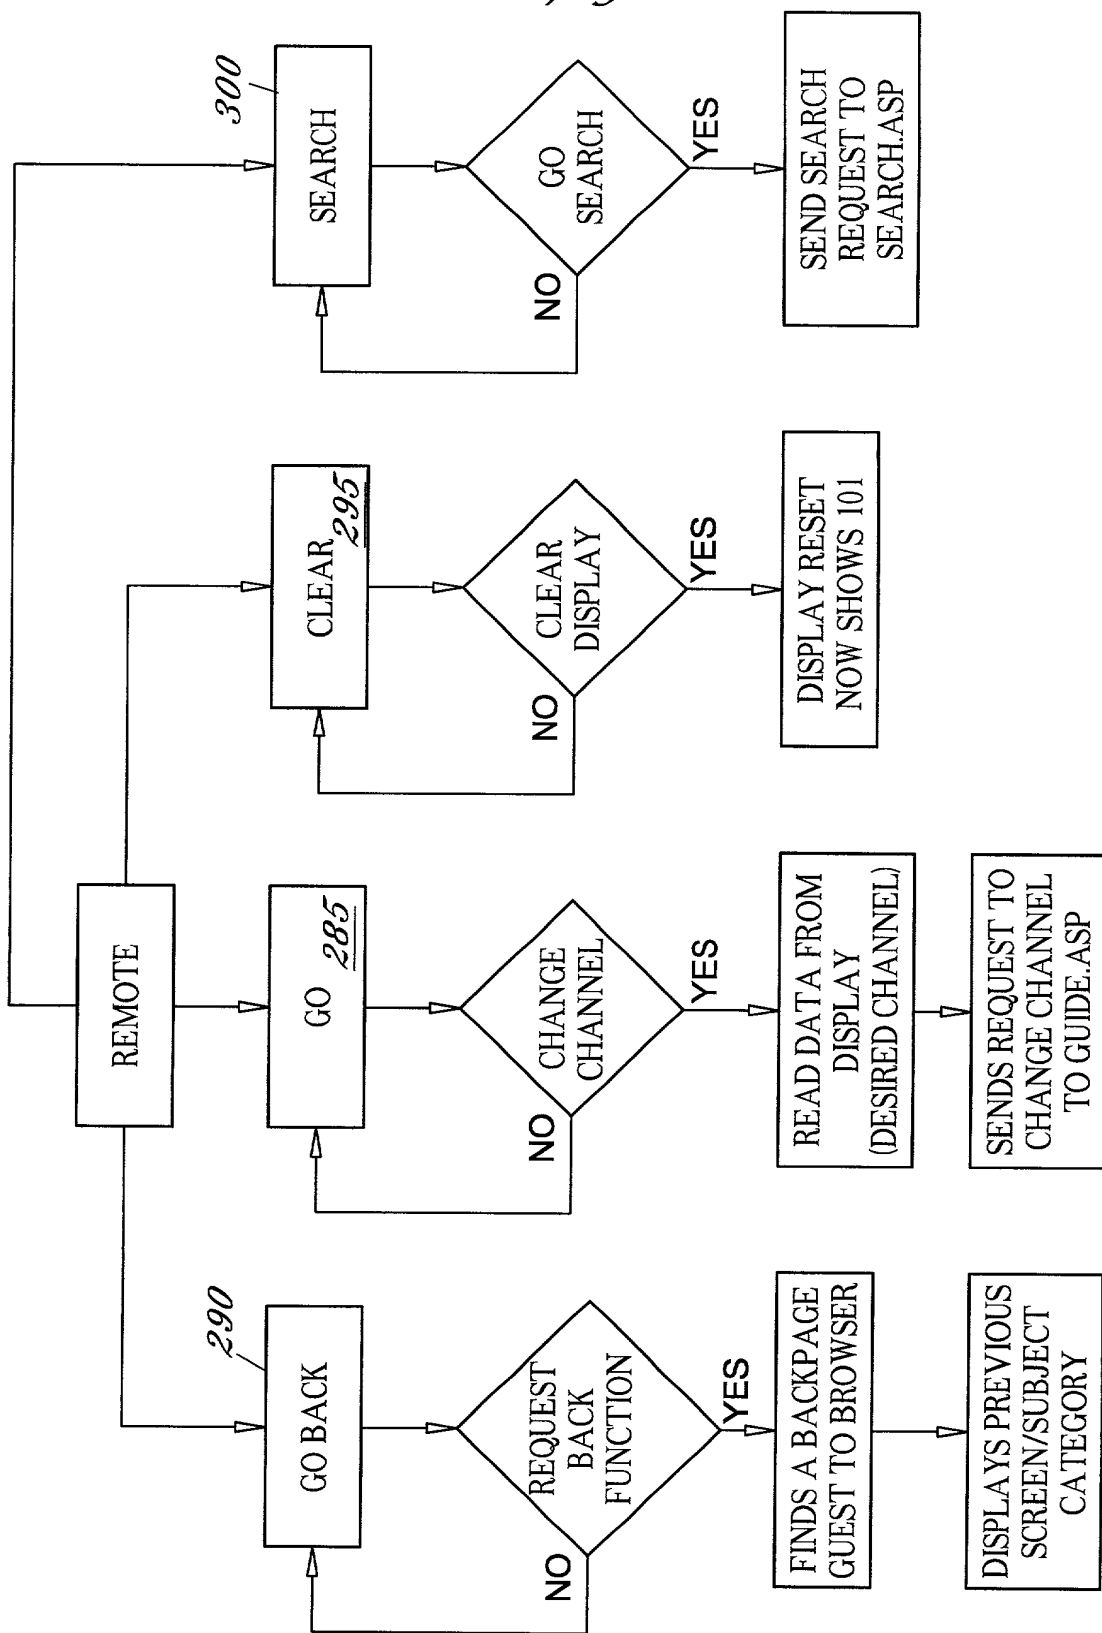 REMOTE
290
GO BACK
REQUEST
BACK
FUNCTION
NO
YES
FINDS A BACKPAGE
GUEST TO BROWSER
DISPLAYS PREVIOUS
SCREEN/SUBJECT
CATEGORY
GO
285
CHANGE
CHANNEL
NO
YES
READ DATA FROM
DISPLAY
(DESIRED CHANNEL)
SENDS REQUEST TO
CHANGE CHANNEL
TO GUIDE.ASP
CLEAR
295
CLEAR
DISPLAY
NO
YES
DISPLAY RESET
NOW SHOWS 101
300
SEARCH
GO
SEARCH
NO
YES
SEND SEARCH
REQUEST TO
SEARCH.ASP